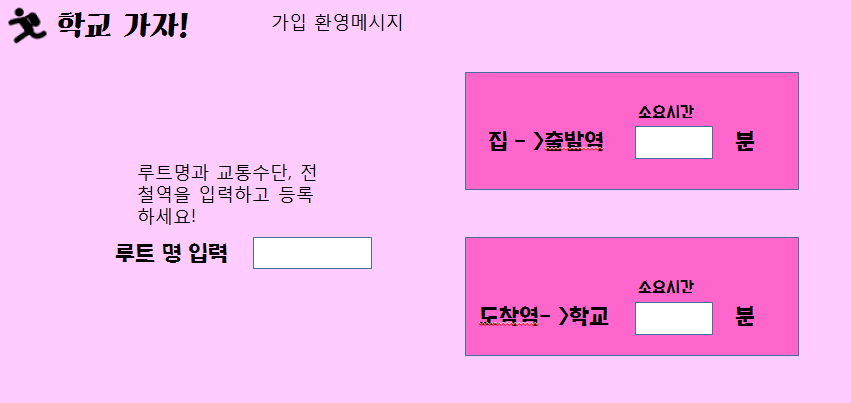 학교 가자!
가입 환영메시지
루트명과 교통수단, 전
철역을 입력하고 등록
하세요!
루트 명 입력
소요시간
집 - >출발역 분
소요시간
도착역- >학교 분